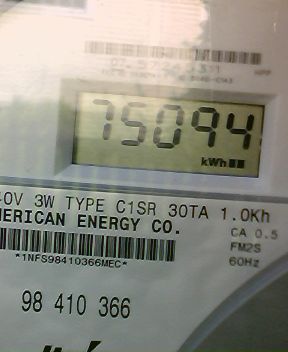 75094
kWh
0V 3W TYPE C1SR 30TA 1.0Kh
MERICAN ENERGY CO.
CA 0.5
FM2S
*1NFS98410366MEC*
60Hz
98 410 366